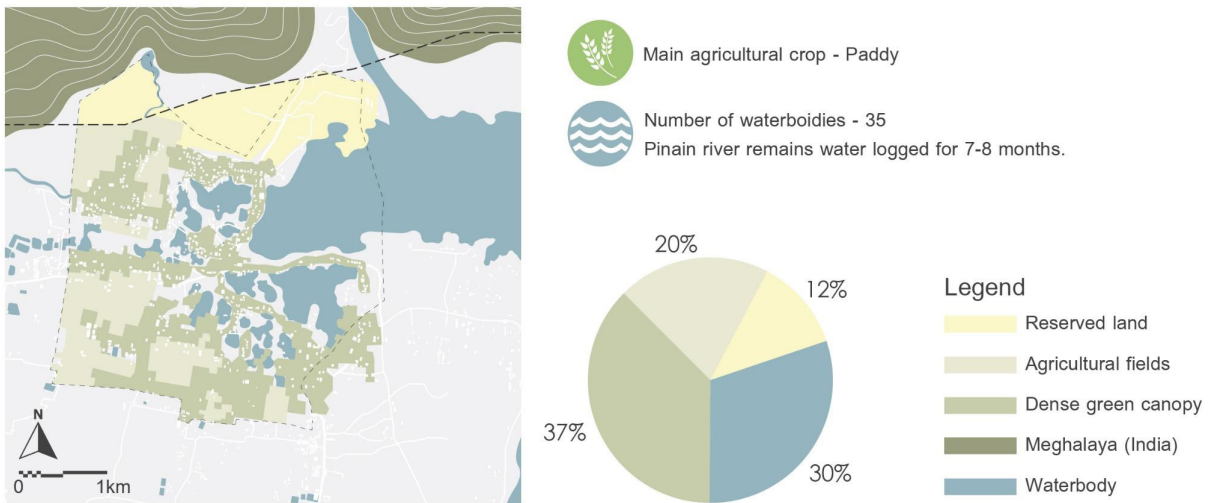 Main agricultural crop - Paddy
Number of waterboidies - 35
Pinain river remains water logged for 7-8 months.
20%
12%
37%
30%
Legend
Reserved land
Agricultural fields
Dense green canopy
Meghalaya (India)
Waterbody
N
0 1km